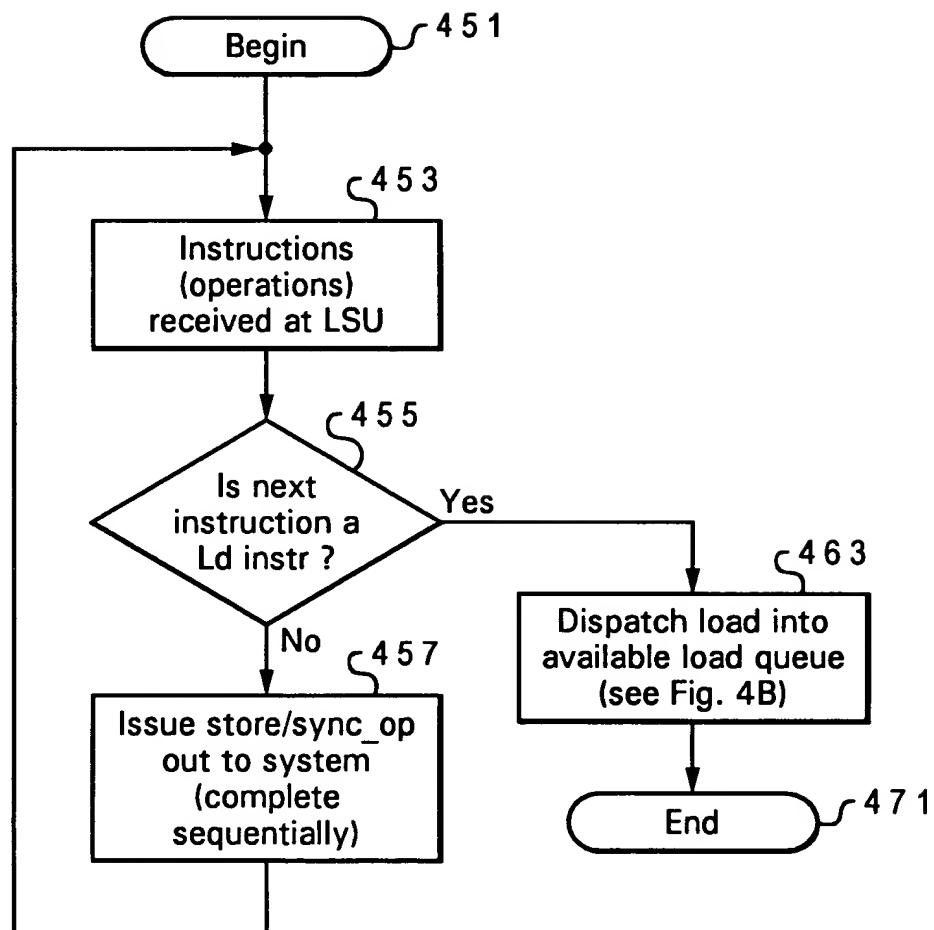 Begin
451
453
Instructions
(operations)
received at LSU
455
Is next
instruction a
Ld instr ?
Yes
No
463
Dispatch load into
available load queue
(see Fig. 4B)
457
Issue store/sync_op
out to system
(complete
sequentially)
End
471